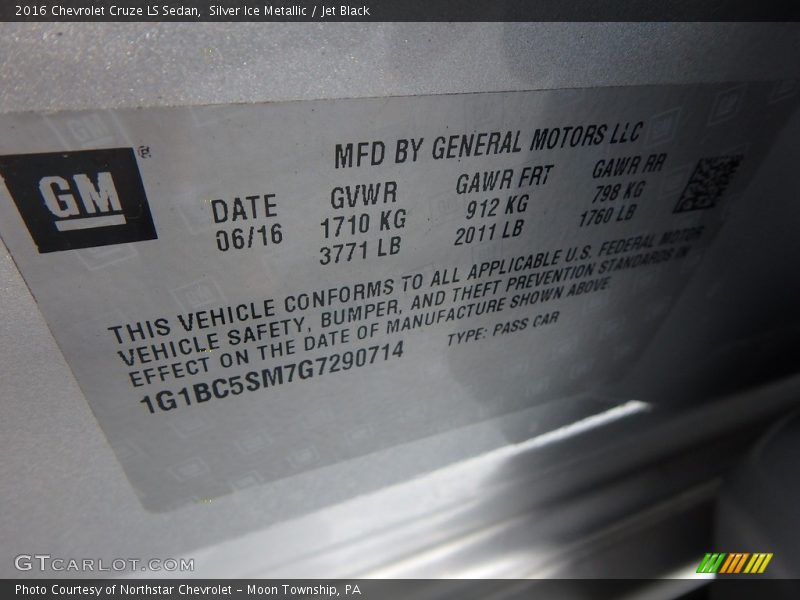 2016 Chevrolet Cruze LS Sedan, Silver Ice Metallic / Jet Black
GM
MFD BY GENERAL MOTORS LLC
DATE GVWR GAWR FRT GAWR RR
06/16 1710 KG 912 KG 798 KG
3771 LB 2011 LB 1760 LB
THIS VEHICLE CONFORMS TO ALL APPLICABLE U.S. FEDERAL MOTOR
VEHICLE SAFETY, BUMPER, AND THEFT PREVENTION STANDARDS IN
EFFECT ON THE DATE OF MANUFACTURE SHOWN ABOVE.
1G1BC5SM7G7290714 TYPE: PASS CAR
GTCARLOT.COM
Photo Courtesy of Northstar Chevrolet - Moon Township, PA